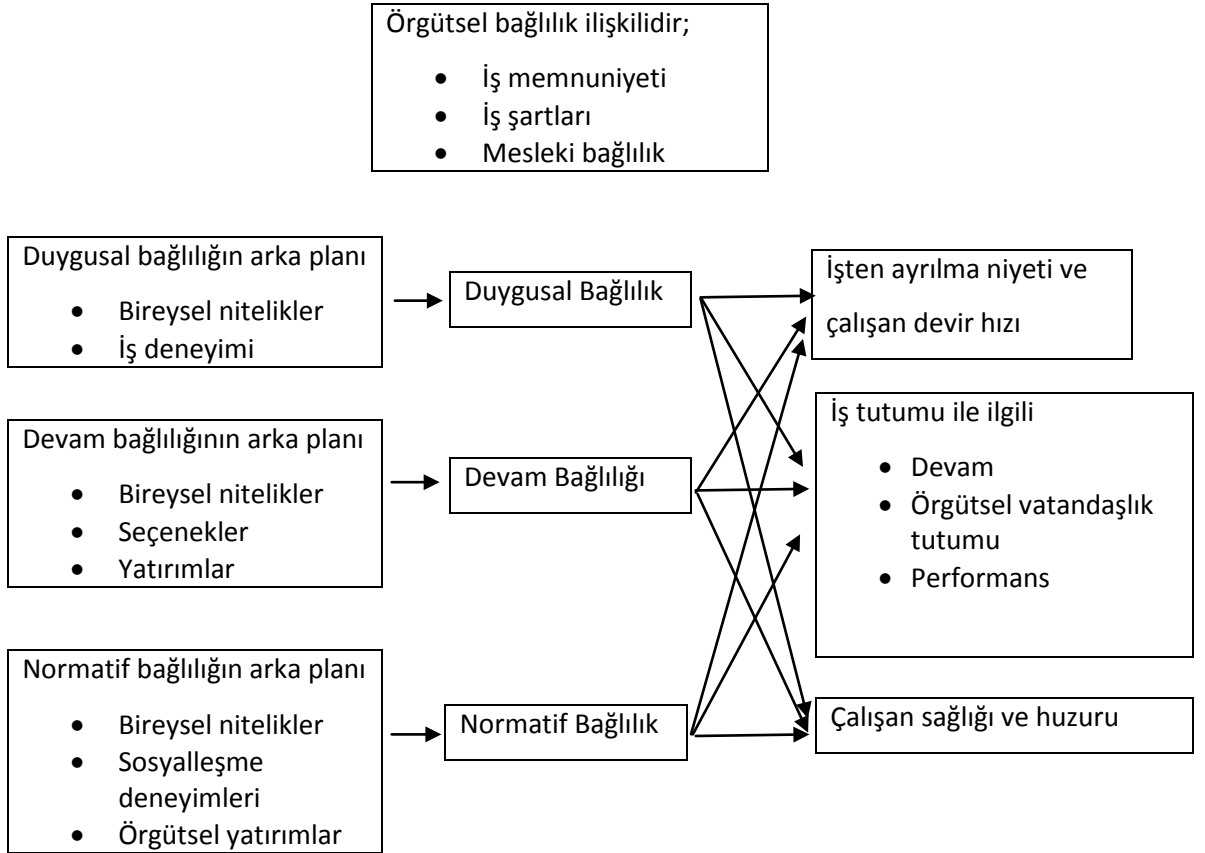 Örgütsel bağlılık ilişkilidir;
• İş memnuniyeti
• İş şartları
• Mesleki bağlılık
Duygusal bağlılığın arka planı
• Bireysel nitelikler
• İş deneyimi
Duygusal Bağlılık
İşten ayrılma niyeti ve
çalışan devir hızı
Devam bağlılığının arka planı
• Bireysel nitelikler
• Seçenekler
• Yatırımlar
Devam Bağlılığı
İş tutumu ile ilgili
• Devam
• Örgütsel vatandaşlık
tutumu
• Performans
Normatif bağlılığın arka planı
• Bireysel nitelikler
• Sosyalleşme
deneyimleri
• Örgütsel yatırımlar
Normatif Bağlılık
Çalışan sağlığı ve huzuru